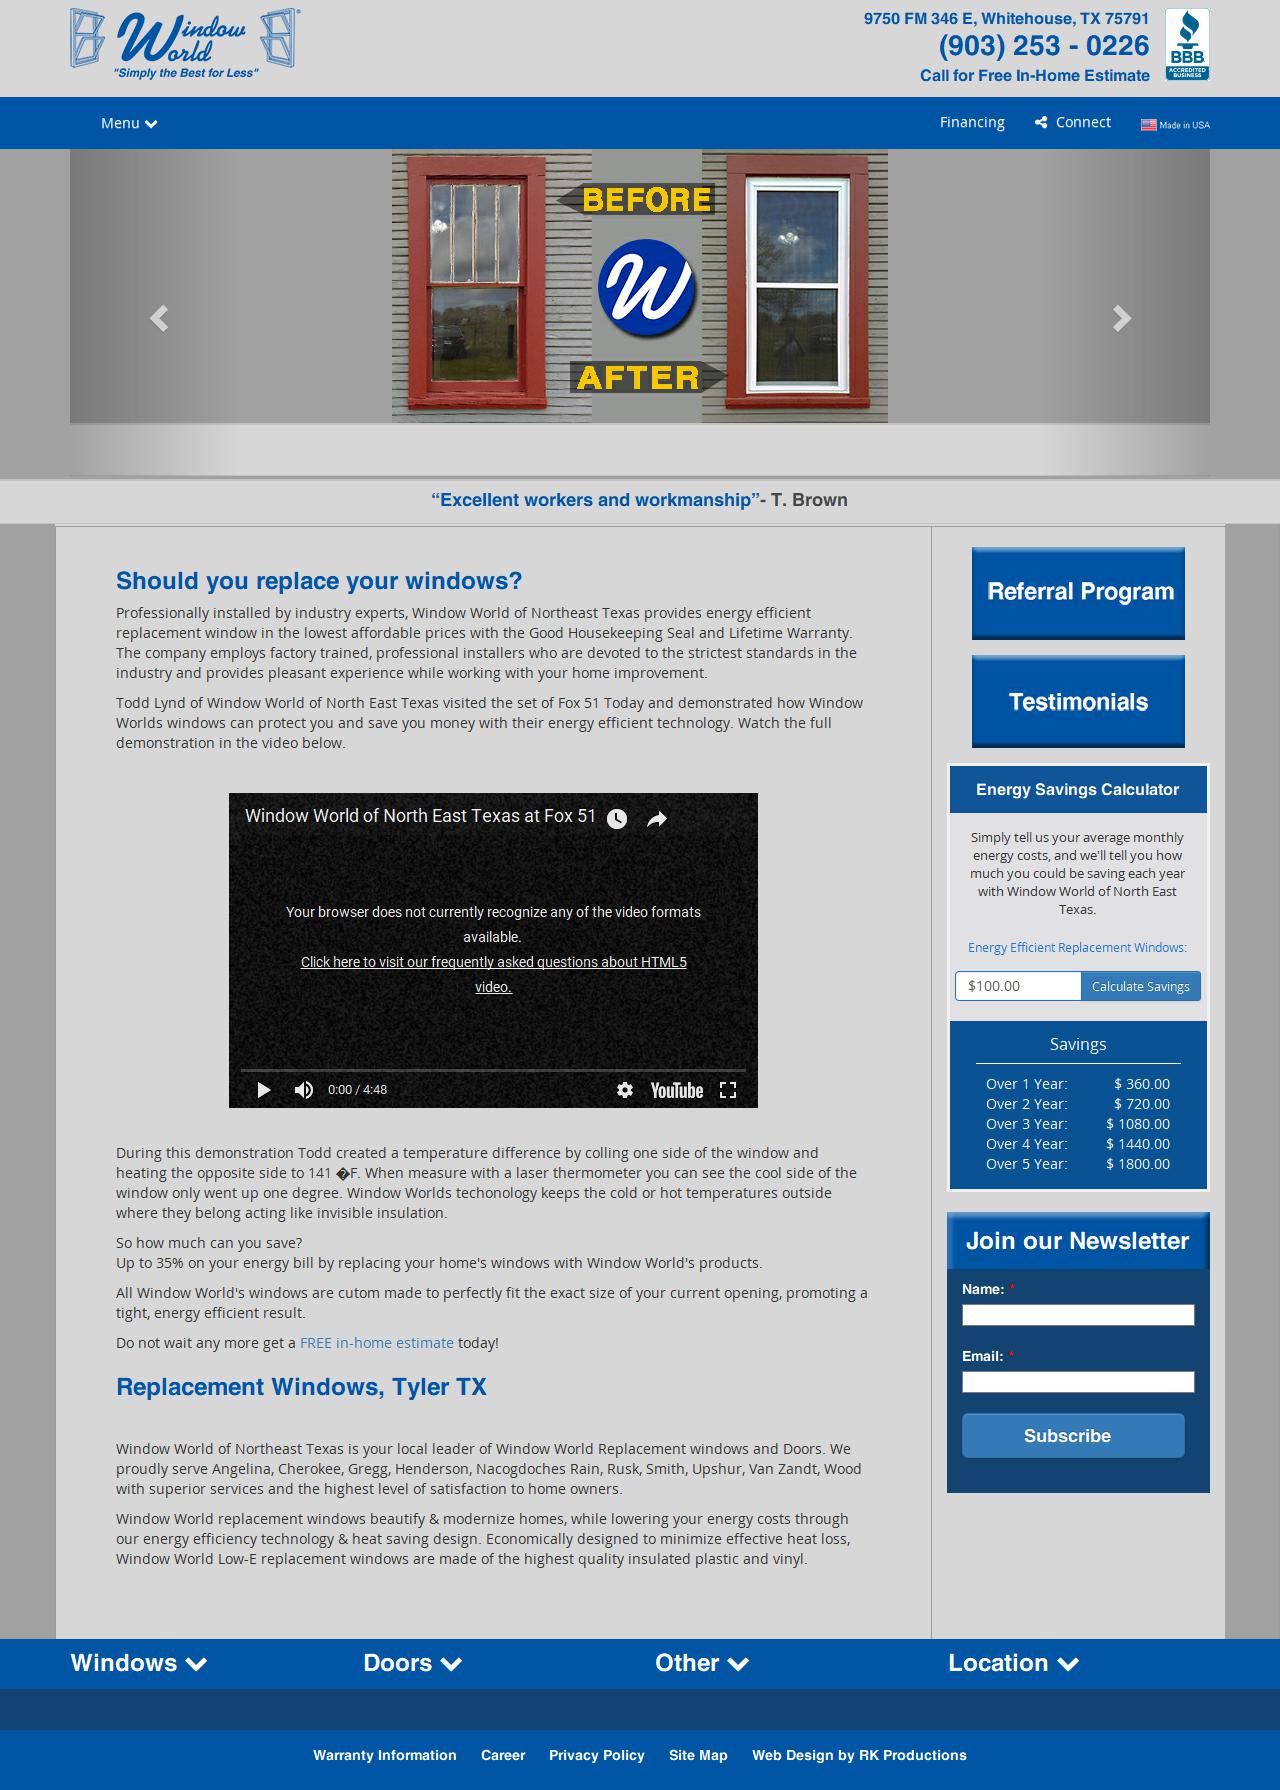 Window World
"Simply the Best for Less"
9750 FM 346 E, Whitehouse, TX 75791
(903) 253 - 0226
Call for Free In-Home Estimate
BBB
ACCREDITED BUSINESS
Menu
Financing
Connect
Made in USA
BEFORE
W
AFTER
“Excellent workers and workmanship”- T. Brown
Should you replace your windows?
Professionally installed by industry experts, Window World of Northeast Texas provides energy efficient
replacement window in the lowest affordable prices with the Good Housekeeping Seal and Lifetime Warranty.
The company employs factory trained, professional installers who are devoted to the strictest standards in the
industry and provides pleasant experience while working with your home improvement.
Todd Lynd of Window World of North East Texas visited the set of Fox 51 Today and demonstrated how Window
Worlds windows can protect you and save you money with their energy efficient technology. Watch the full
demonstration in the video below.
Window World of North East Texas at Fox 51
Your browser does not currently recognize any of the video formats
available.
Click here to visit our frequently asked questions about HTML5
video.
0:00 / 4:48
YouTube
During this demonstration Todd created a temperature difference by colling one side of the window and
heating the opposite side to 141 �F. When measure with a laser thermometer you can see the cool side of the
window only went up one degree. Window Worlds techonology keeps the cold or hot temperatures outside
where they belong acting like invisible insulation.
So how much can you save?
Up to 35% on your energy bill by replacing your home's windows with Window World's products.
All Window World's windows are cutom made to perfectly fit the exact size of your current opening, promoting a
tight, energy efficient result.
Do not wait any more get a FREE in-home estimate today!
Replacement Windows, Tyler TX
Window World of Northeast Texas is your local leader of Window World Replacement windows and Doors. We
proudly serve Angelina, Cherokee, Gregg, Henderson, Nacogdoches Rain, Rusk, Smith, Upshur, Van Zandt, Wood
with superior services and the highest level of satisfaction to home owners.
Window World replacement windows beautify & modernize homes, while lowering your energy costs through
our energy efficiency technology & heat saving design. Economically designed to minimize effective heat loss,
Window World Low-E replacement windows are made of the highest quality insulated plastic and vinyl.
Referral Program
Testimonials
Energy Savings Calculator
Simply tell us your average monthly
energy costs, and we'll tell you how
much you could be saving each year
with Window World of North East
Texas.
Energy Efficient Replacement Windows:
$100.00
Calculate Savings
Savings
Over 1 Year: $ 360.00
Over 2 Year: $ 720.00
Over 3 Year: $ 1080.00
Over 4 Year: $ 1440.00
Over 5 Year: $ 1800.00
Join our Newsletter
Name: *
Email: *
Subscribe
Windows
Doors
Other
Location
Warranty Information
Career
Privacy Policy
Site Map
Web Design by RK Productions